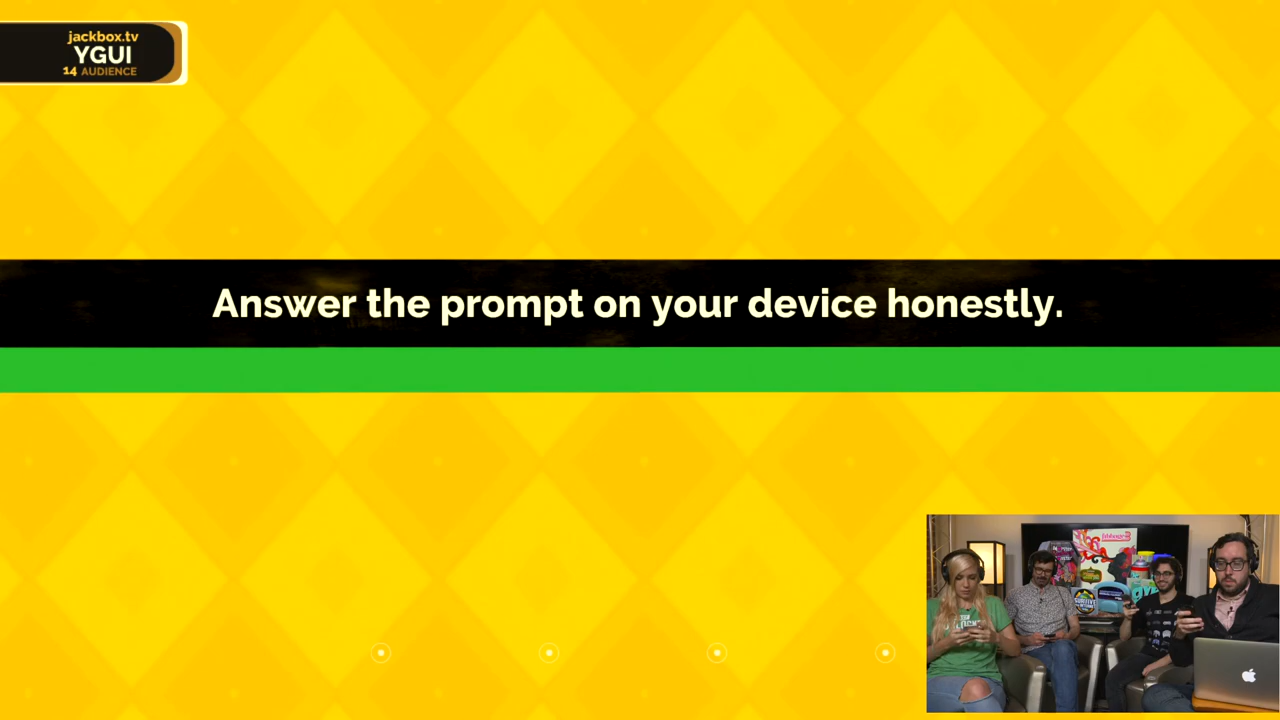 jackbox.tv
YGUI
14 AUDIENCE
Answer the prompt on your device honestly.